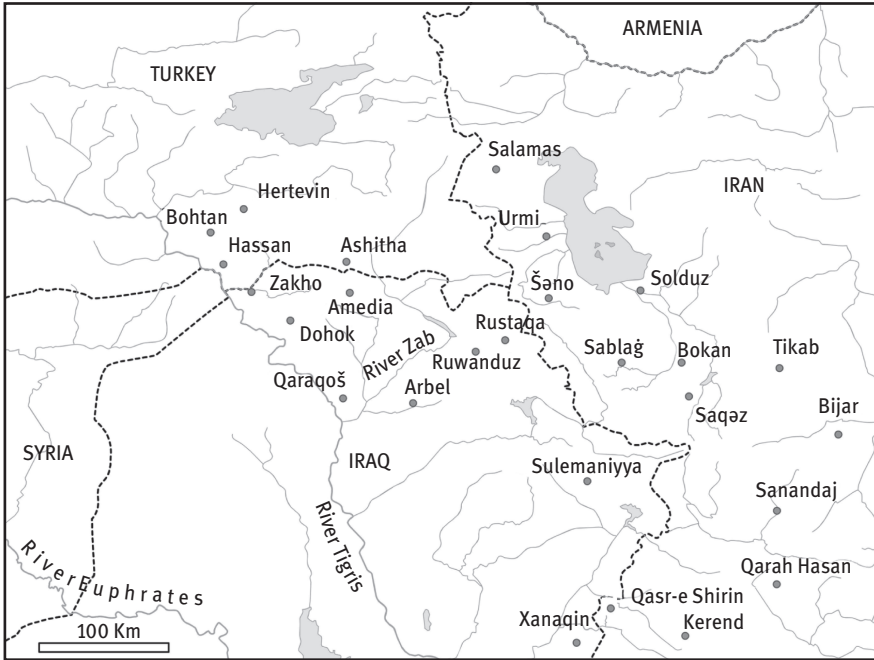 ARMENIA
TURKEY
Salamas
IRAN
Hertevin
Bohtan
Urmi
Hassan
Ashitha
Zakho
Šəno
Solduz
Amedia
Dohok
Rustaqa
River Zab
Ruwanduz
Sablaġ
Bokan
Tikab
Qaraqoš
Arbel
Saqəz
Bijar
SYRIA
IRAQ
Sulemaniyya
Sanandaj
River Tigris
River Euphrates
Qarah Hasan
Qasr-e Shirin
Xanaqin
Kerend
100 Km